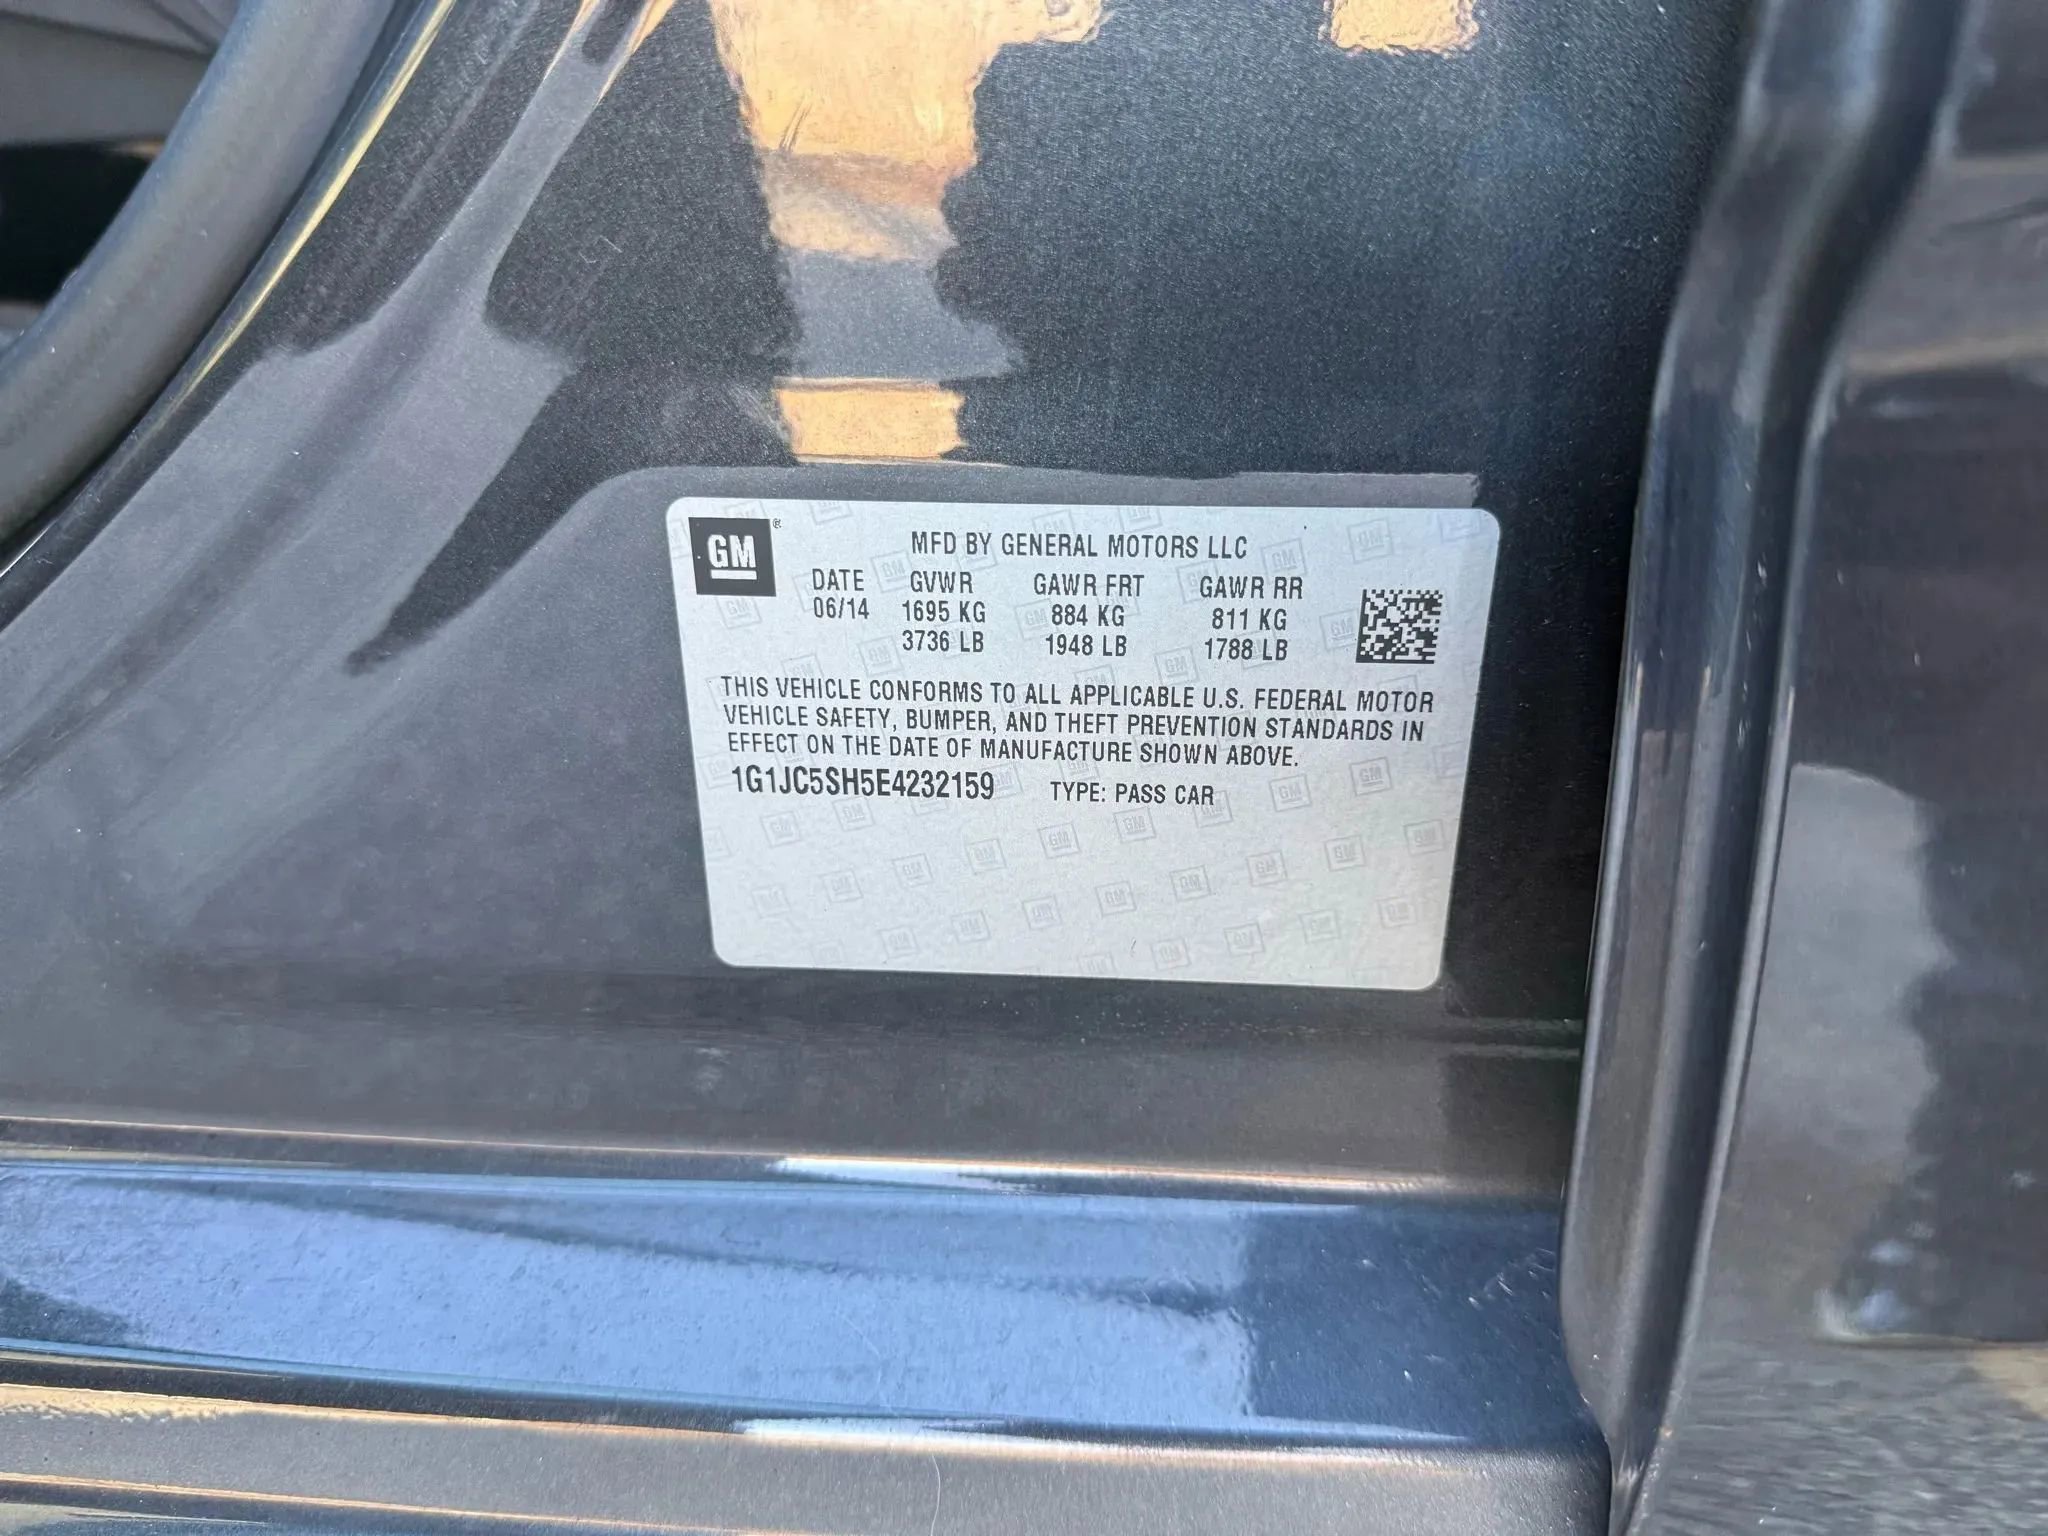 GM ®
MFD BY GENERAL MOTORS LLC
DATE GVWR GAWR FRT GAWR RR
06/14 1695 KG 884 KG 811 KG
3736 LB 1948 LB 1788 LB
THIS VEHICLE CONFORMS TO ALL APPLICABLE U.S. FEDERAL MOTOR
VEHICLE SAFETY, BUMPER, AND THEFT PREVENTION STANDARDS IN
EFFECT ON THE DATE OF MANUFACTURE SHOWN ABOVE.
1G1JC5SH5E4232159 TYPE: PASS CAR